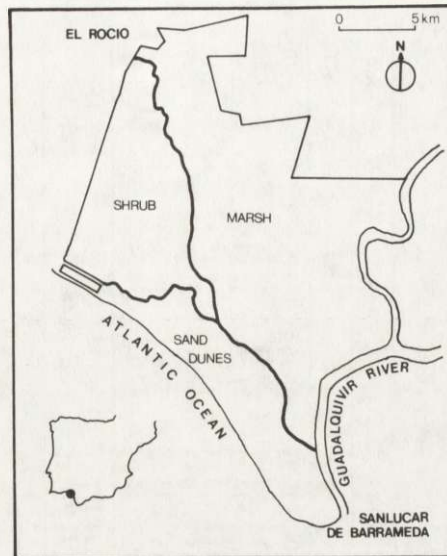 EL ROCIO
0 5 km
N
SHRUB
MARSH
SAND
DUNES
ATLANTIC OCEAN
GUADALQUIVIR RIVER
SANLUCAR
DE BARRAMEDA